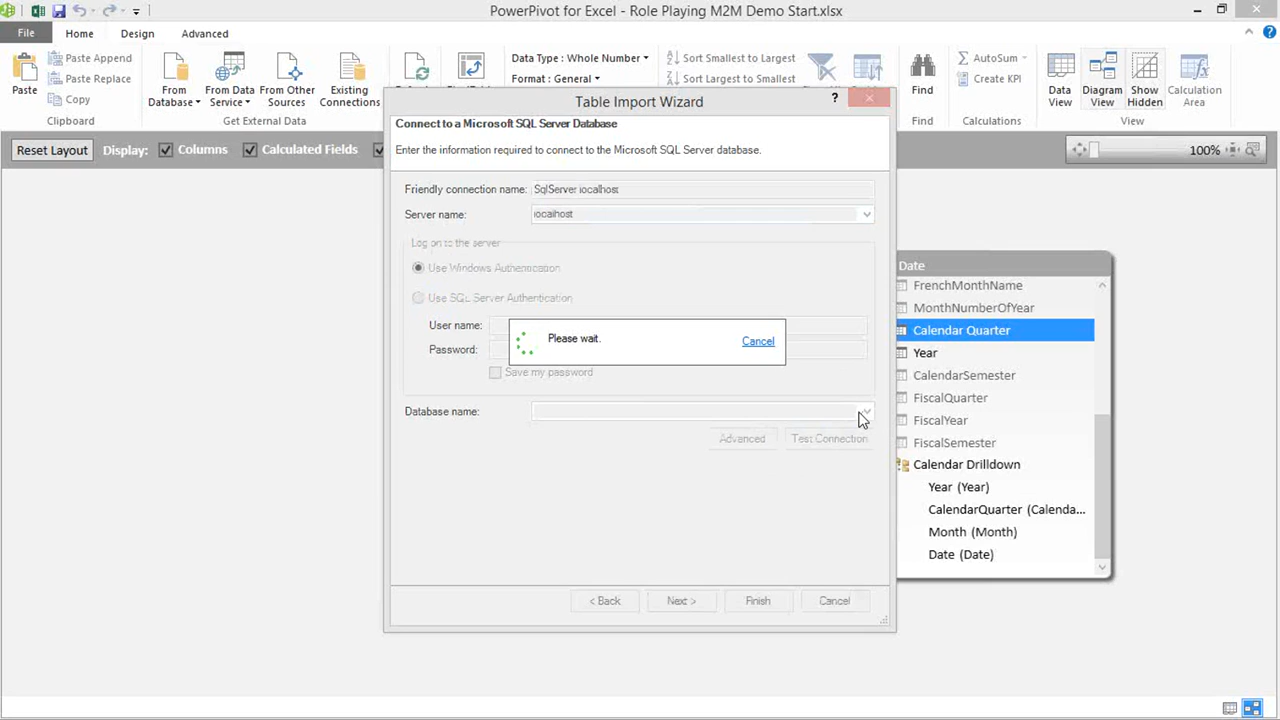 PowerPivot for Excel - Role Playing M2M Demo Start.xlsx
File
Home
Design
Advanced
Paste
Paste Append
Paste Replace
Copy
Clipboard
From
Database
From Data
Service
From Other
Sources
Existing
Connections
Get External Data
Data Type : Whole Number
Format : General
Sort Smallest to Largest
Sort Largest to Smallest
Find
Find
AutoSum
Create KPI
Calculations
Data
View
Diagram
View
Show
Hidden
Calculation
Area
View
Reset Layout
Display:
Columns
Calculated Fields
100%
Table Import Wizard
?
Connect to a Microsoft SQL Server Database
Enter the information required to connect to the Microsoft SQL Server database.
Friendly connection name:
SqlServer localhost
Server name:
localhost
Log on to the server
Use Windows Authentication
Use SQL Server Authentication
User name:
Password:
Save my password
Please wait.
Cancel
Database name:
Advanced
Test Connection
< Back
Next >
Finish
Cancel
Date
FrenchMonthName
MonthNumberOfYear
Calendar Quarter
Year
CalendarSemester
FiscalQuarter
FiscalYear
FiscalSemester
Calendar Drilldown
Year (Year)
CalendarQuarter (Calenda...
Month (Month)
Date (Date)